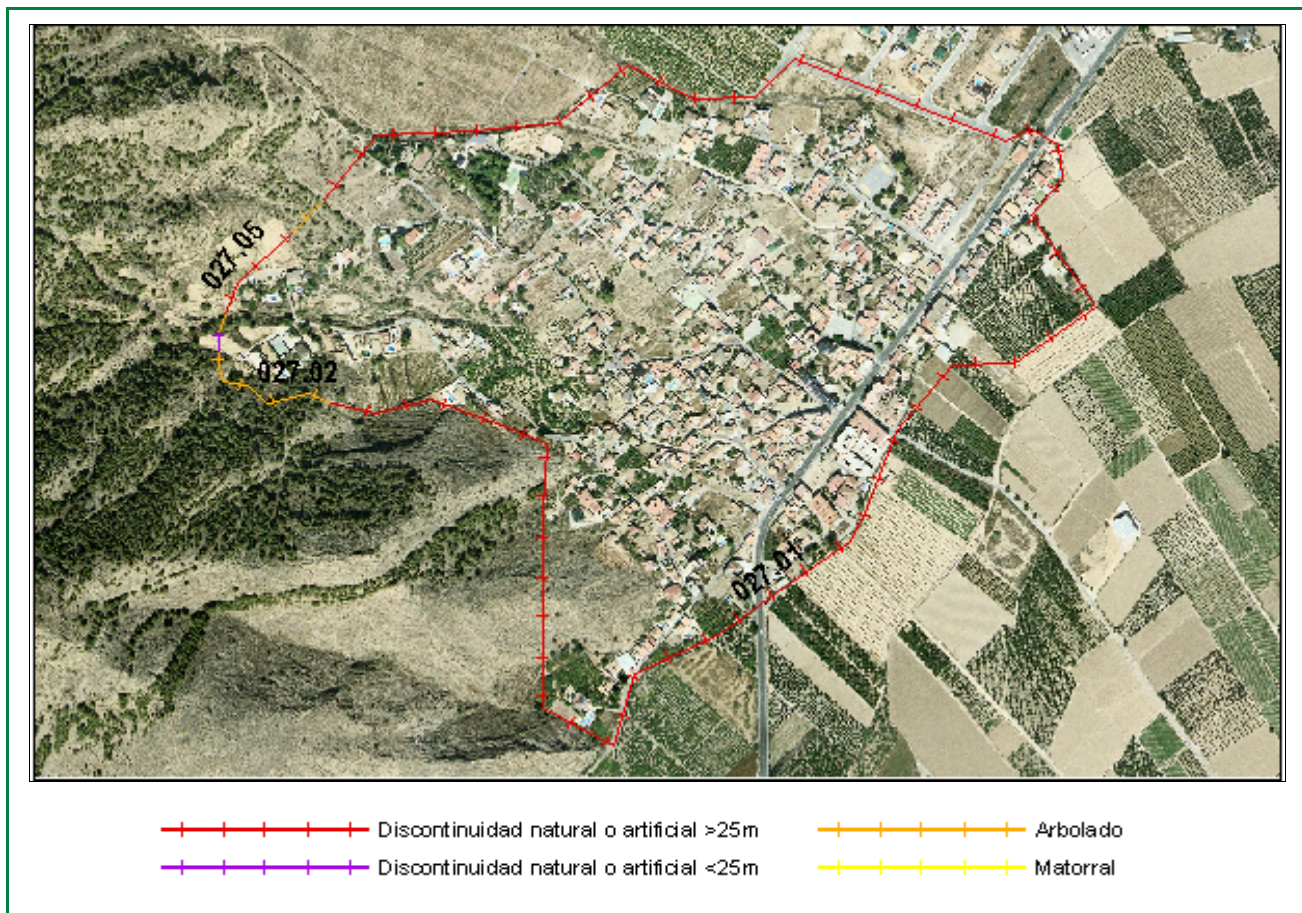 027.05
027.02
027.01
Discontinuidad natural o artificial >25m
Arbolado
Discontinuidad natural o artificial <25m
Matorral